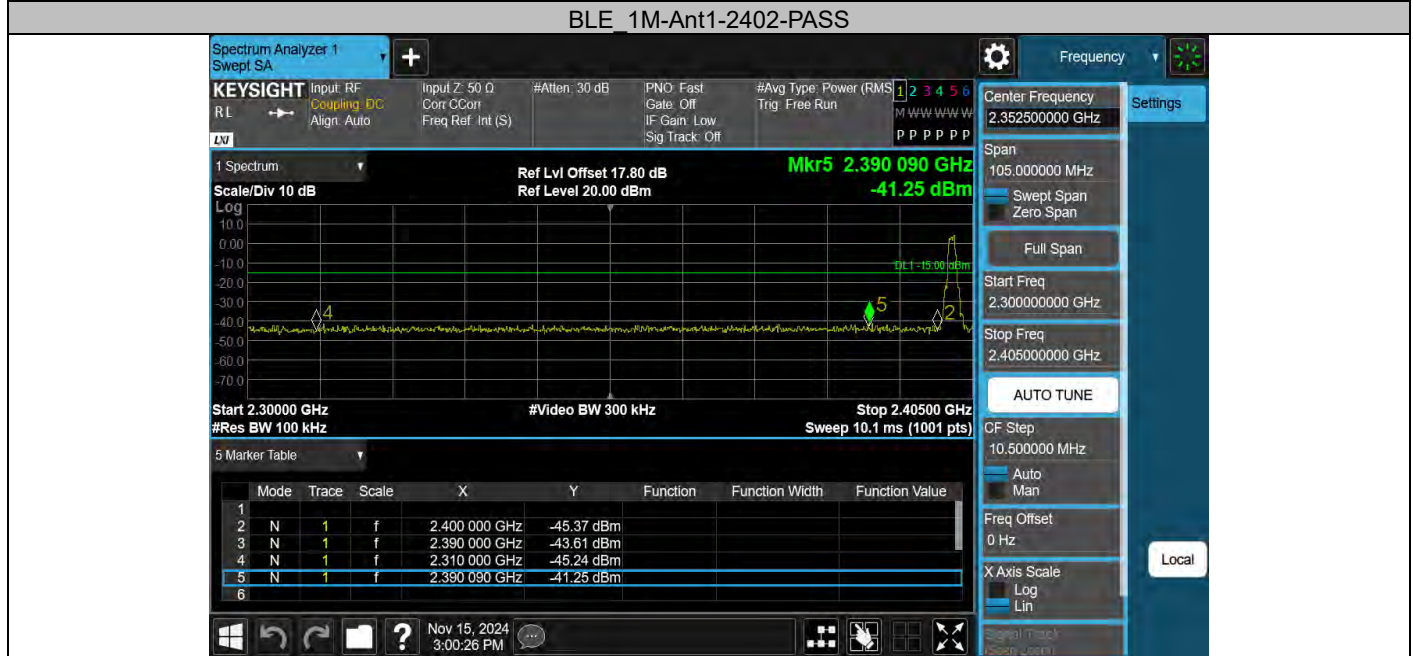 BLE_1M-Ant1-2402-PASS
Spectrum Analyzer 1
Swept SA
+
Frequency
KEYSIGHT
RL
LXI
Input: RF
Coupling: DC
Align: Auto
Input Z: 50 Ω
Corr CCorr
Freq Ref: Int (S)
#Atten: 30 dB
PNO: Fast
Gate: Off
IF Gain: Low
Sig Track: Off
#Avg Type: Power (RMS
Trig: Free Run
1 2 3 4 5 6
M W W W W W
P P P P P P
1 Spectrum
Scale/Div 10 dB
Ref Lvl Offset 17.80 dB
Ref Level 20.00 dBm
Mkr5 2.390 090 GHz
-41.25 dBm
Log
10.0
0.00
-10.0
-20.0
-30.0
-40.0
-50.0
-60.0
-70.0
DL1 -15.00 dBm
4
5
2
Start 2.30000 GHz
#Res BW 100 kHz
#Video BW 300 kHz
Stop 2.40500 GHz
Sweep 10.1 ms (1001 pts)
5 Marker Table
Mode Trace Scale X Y Function Function Width Function Value
1
2 N 1 f 2.400 000 GHz -45.37 dBm
3 N 1 f 2.390 000 GHz -43.61 dBm
4 N 1 f 2.310 000 GHz -45.24 dBm
5 N 1 f 2.390 090 GHz -41.25 dBm
6
?
Nov 15, 2024
3:00:26 PM
Center Frequency
2.352500000 GHz
Settings
Span
105.000000 MHz
Swept Span
Zero Span
Full Span
Start Freq
2.300000000 GHz
Stop Freq
2.405000000 GHz
AUTO TUNE
CF Step
10.500000 MHz
Auto
Man
Freq Offset
0 Hz
X Axis Scale
Log
Lin
Signal Track
(Span Zoom)
Local